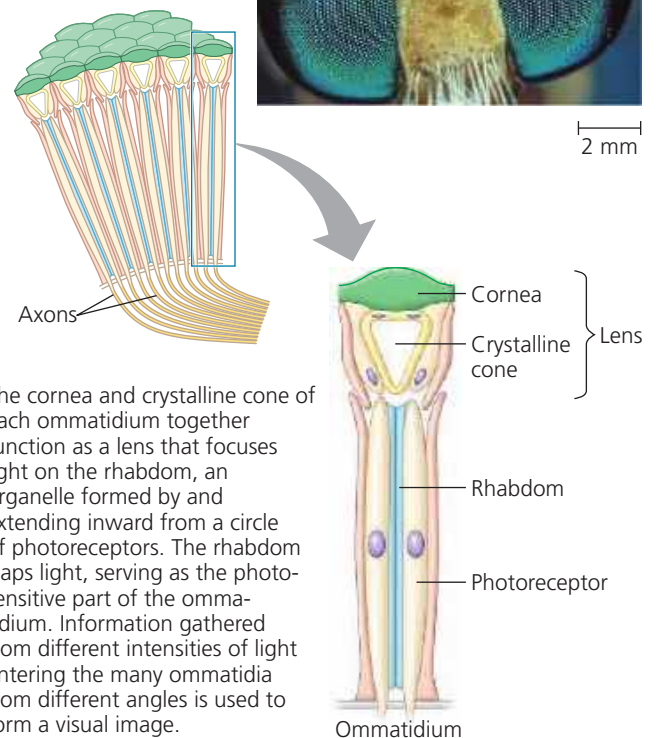 2 mm
Axons
Cornea
Crystalline
cone
Lens
Rhabdom
Photoreceptor
Ommatidium
he cornea and crystalline cone of
ach ommatidium together
unction as a lens that focuses
ght on the rhabdom, an
rganelle formed by and
xtending inward from a circle
f photoreceptors. The rhabdom
aps light, serving as the photo-
ensitive part of the omma-
dium. Information gathered
om different intensities of light
ntering the many ommatidia
om different angles is used to
orm a visual image.